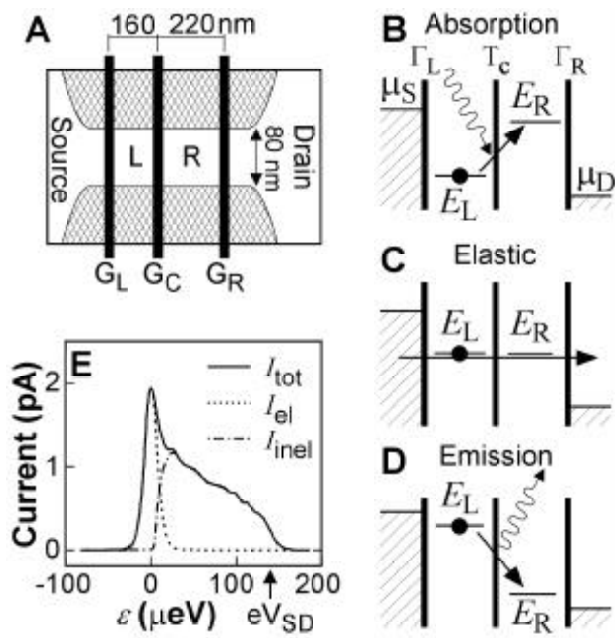 A
160 220nm
Source
L R
80 nm
Drain
G_L G_C G_R
B Absorption
Γ_L T_c Γ_R
μ_S
E_R
E_L
μ_D
C Elastic
E_L E_R
D Emission
E_L
E_R
E
I_tot
I_el
I_inel
Current (pA)
2
1
0
-100 0 100 200
ε (μeV) eV_SD